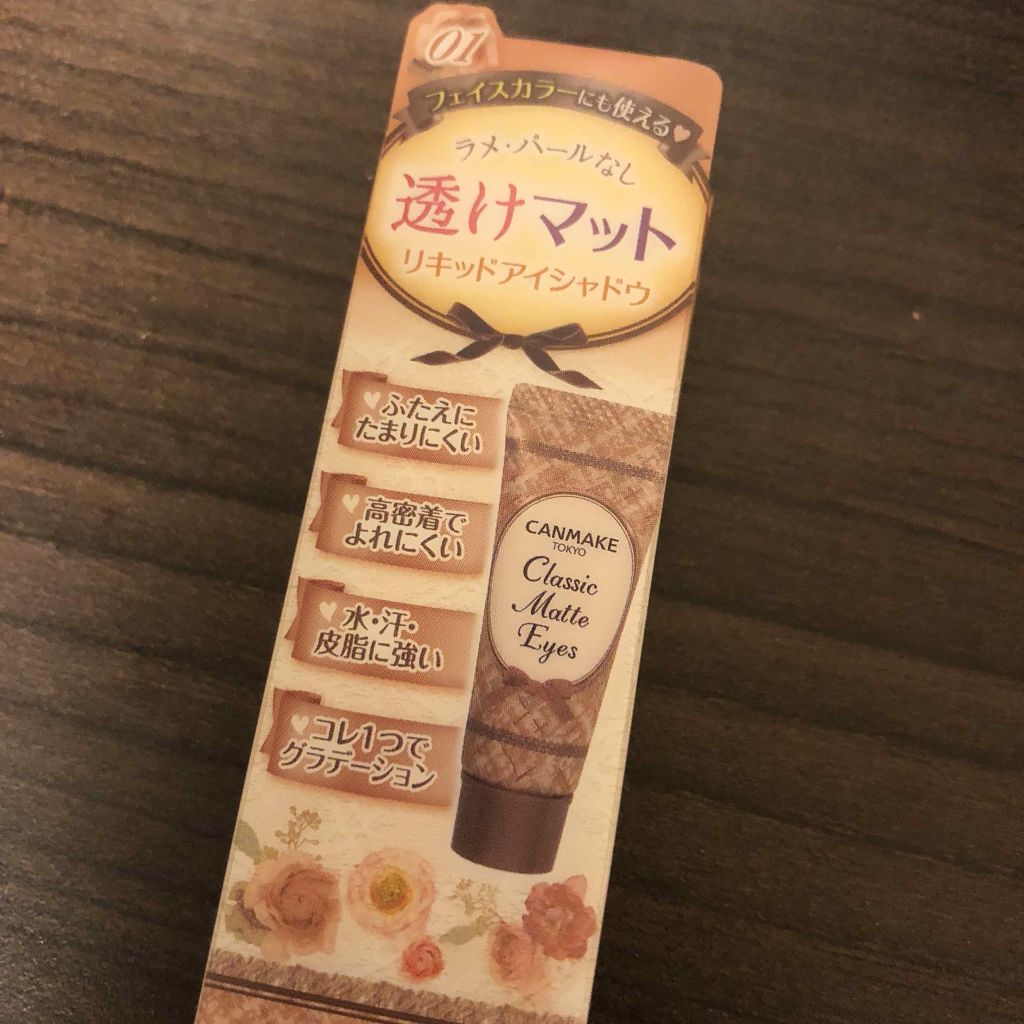 01
フェイスカラーにも使える♥
ラメ・パールなし
透けマット
リキッドアイシャドウ
♥ふたえに
たまりにくい
♥高密着で
よれにくい
♥水・汗・
皮脂に強い
♥コレ1つで
グラデーション
CANMAKE
TOKYO
Classic
Matte
Eyes